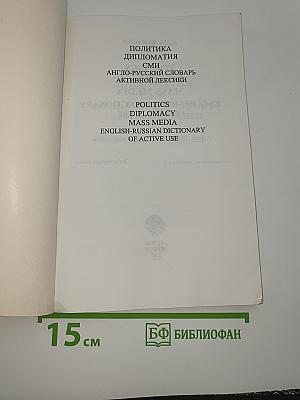 ПОЛИТИКА
ДИПЛОМАТИЯ
СМИ
АНГЛО-РУССКИЙ СЛОВАРЬ
АКТИВНОЙ ЛЕКСИКИ
POLITICS
DIPLOMACY
MASS MEDIA
ENGLISH-RUSSIAN DICTIONARY
OF ACTIVE USE
15 см
БФ БИБЛИОФАН